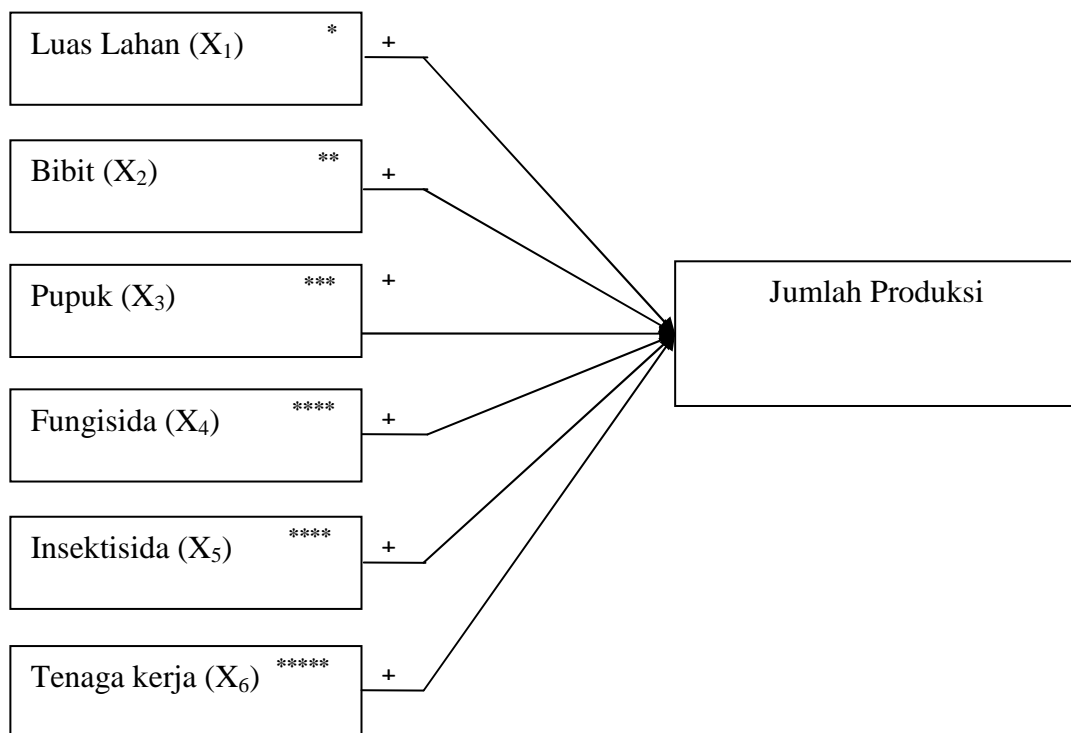 Luas Lahan (X₁) * +
Bibit (X₂) ** +
Pupuk (X₃) *** +
Jumlah Produksi
Fungisida (X₄) **** +
Insektisida (X₅) **** +
Tenaga kerja (X₆) ***** +